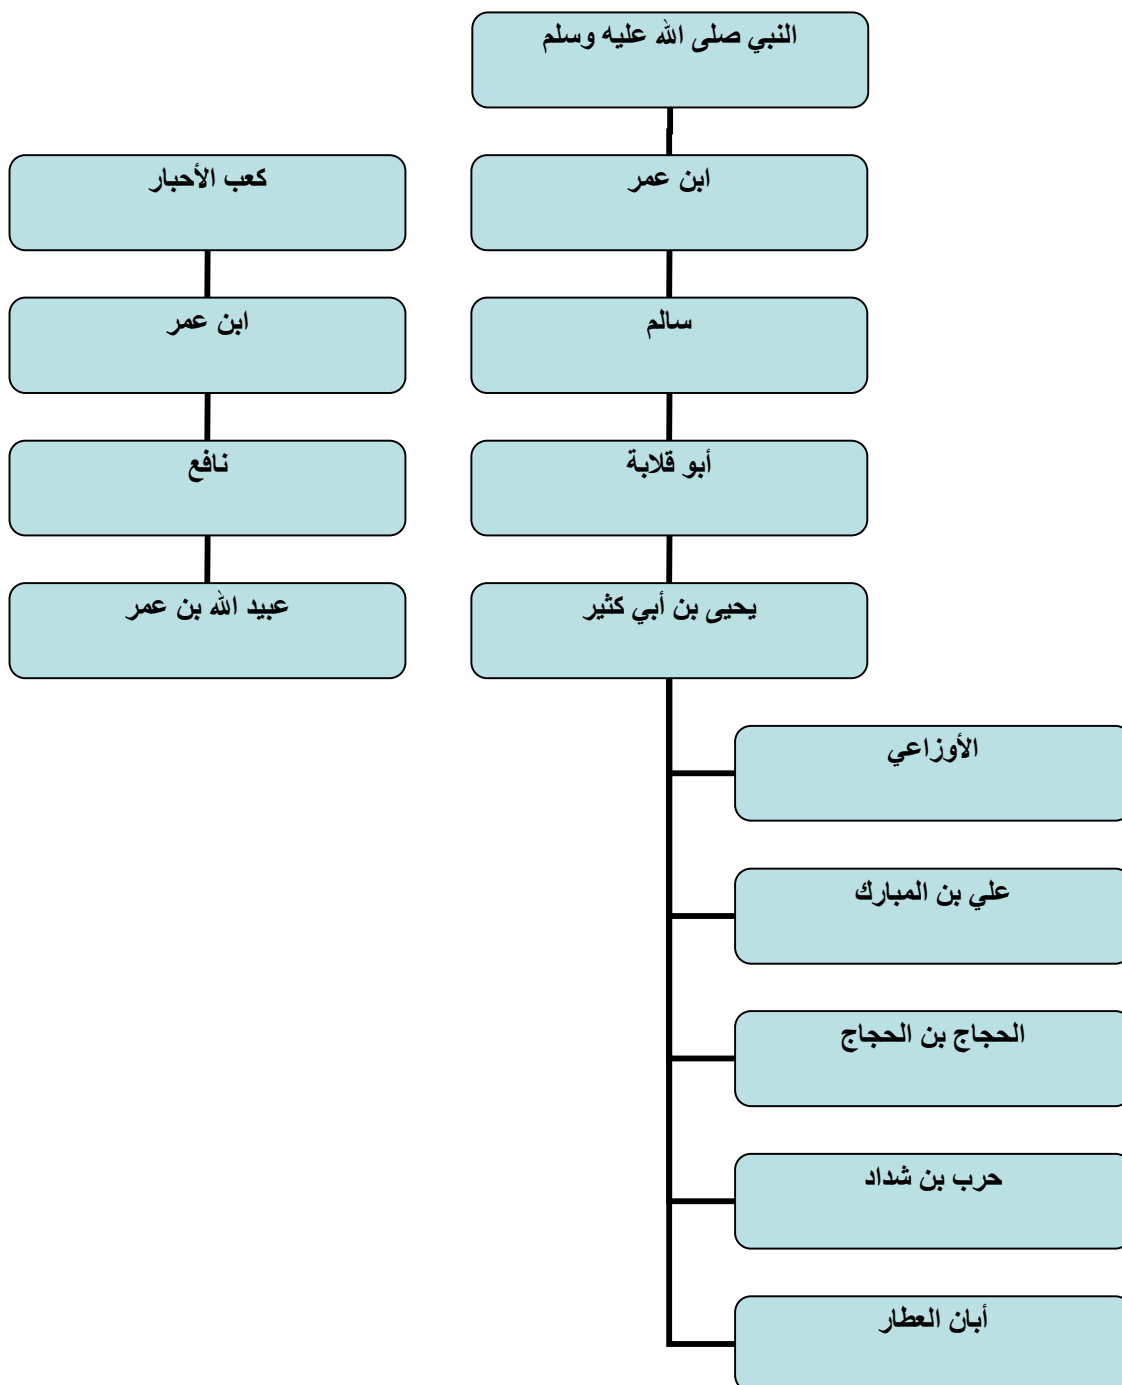 النبي صلى الله عليه وسلم
ابن عمر
كعب الأحبار
سالم
ابن عمر
أبو قلابة
نافع
يحيى بن أبي كثير
عبيد الله بن عمر
الأوزاعي
علي بن المبارك
الحجاج بن الحجاج
حرب بن شداد
أبان العطار